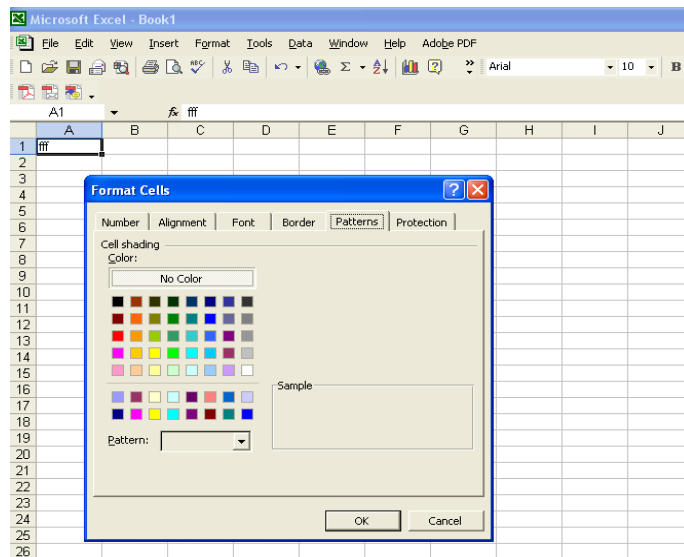 Microsoft Excel - Book1
File Edit View Insert Format Tools Data Window Help Adobe PDF
ABC Σ A Z ? » Arial 10 B
A1 fx fff
A B C D E F G H I J
1 fff
2
3
4
Format Cells ? X
5
6
Number Alignment Font Border Patterns Protection
7
Cell shading
8
Color:
9
No Color
10
11
12
13
14
15
16
Sample
17
18
19
Pattern:
20
21
22
23
24
OK Cancel
25
26